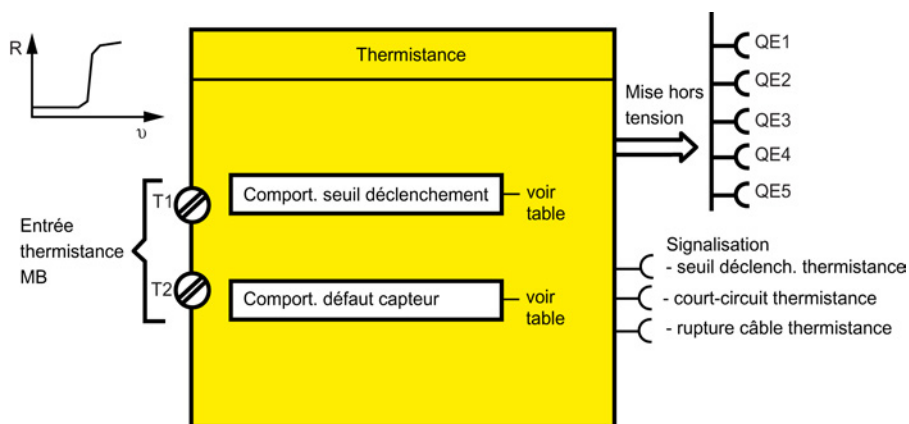 R
υ
Thermistance
Mise hors
tension
QE1
QE2
QE3
QE4
QE5
Entrée
thermistance
MB
T1
T2
Comport. seuil déclenchement
voir
table
Comport. défaut capteur
voir
table
Signalisation
- seuil déclench. thermistance
- court-circuit thermistance
- rupture câble thermistance